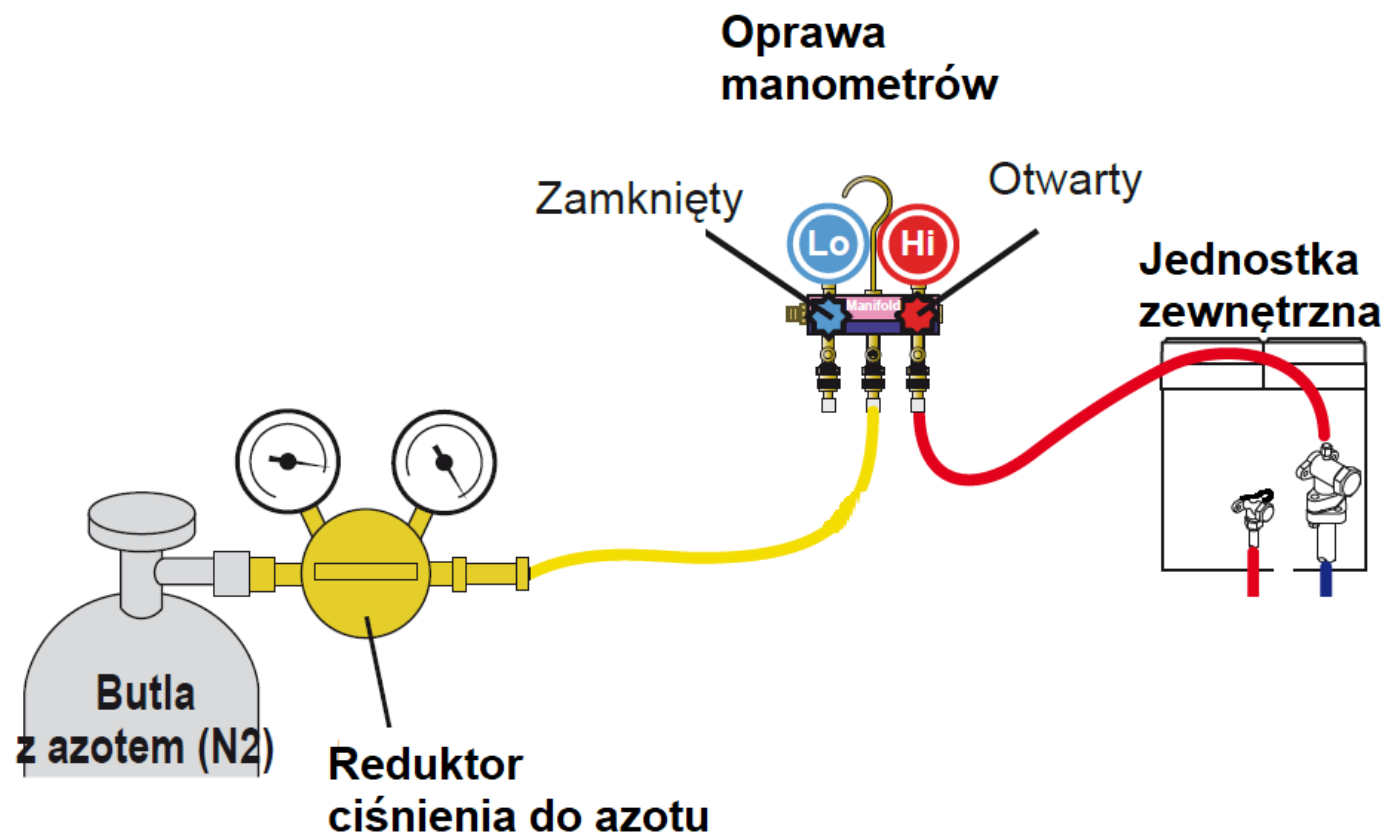 Oprawa
manometrów
Zamknięty
Otwarty
Lo
Hi
Manifold
Jednostka
zewnętrzna
Butla
z azotem (N2)
Reduktor
ciśnienia do azotu